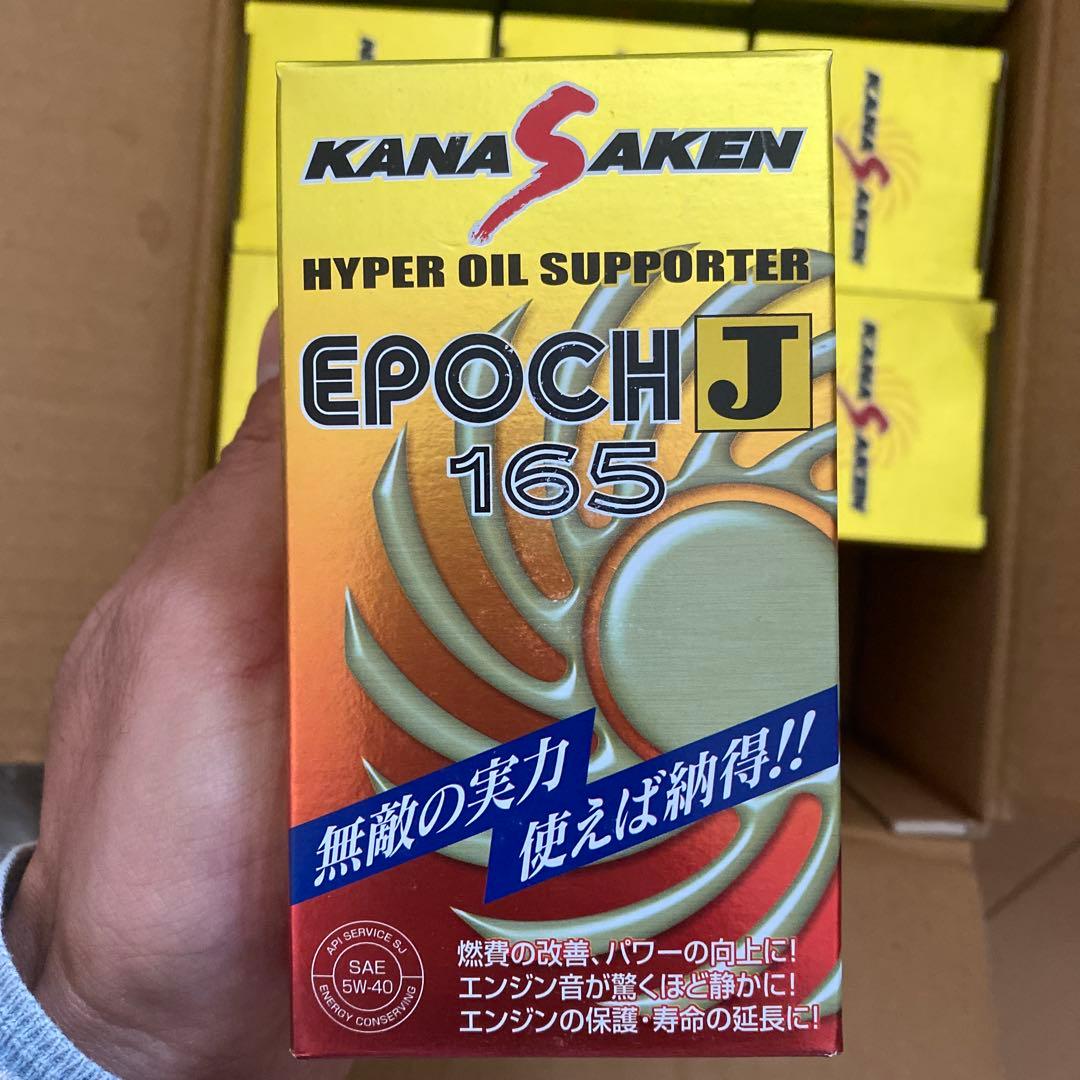 KANASAKEN
HYPER OIL SUPPORTER
EPOCH J
165
無敵の実力
使えば納得!!
API SERVICE SJ
SAE
5W-40
ENERGY CONSERVING
燃費の改善、パワーの向上に!
エンジン音が驚くほど静かに!
エンジンの保護・寿命の延長に!
KANASAKEN
KANASAKEN